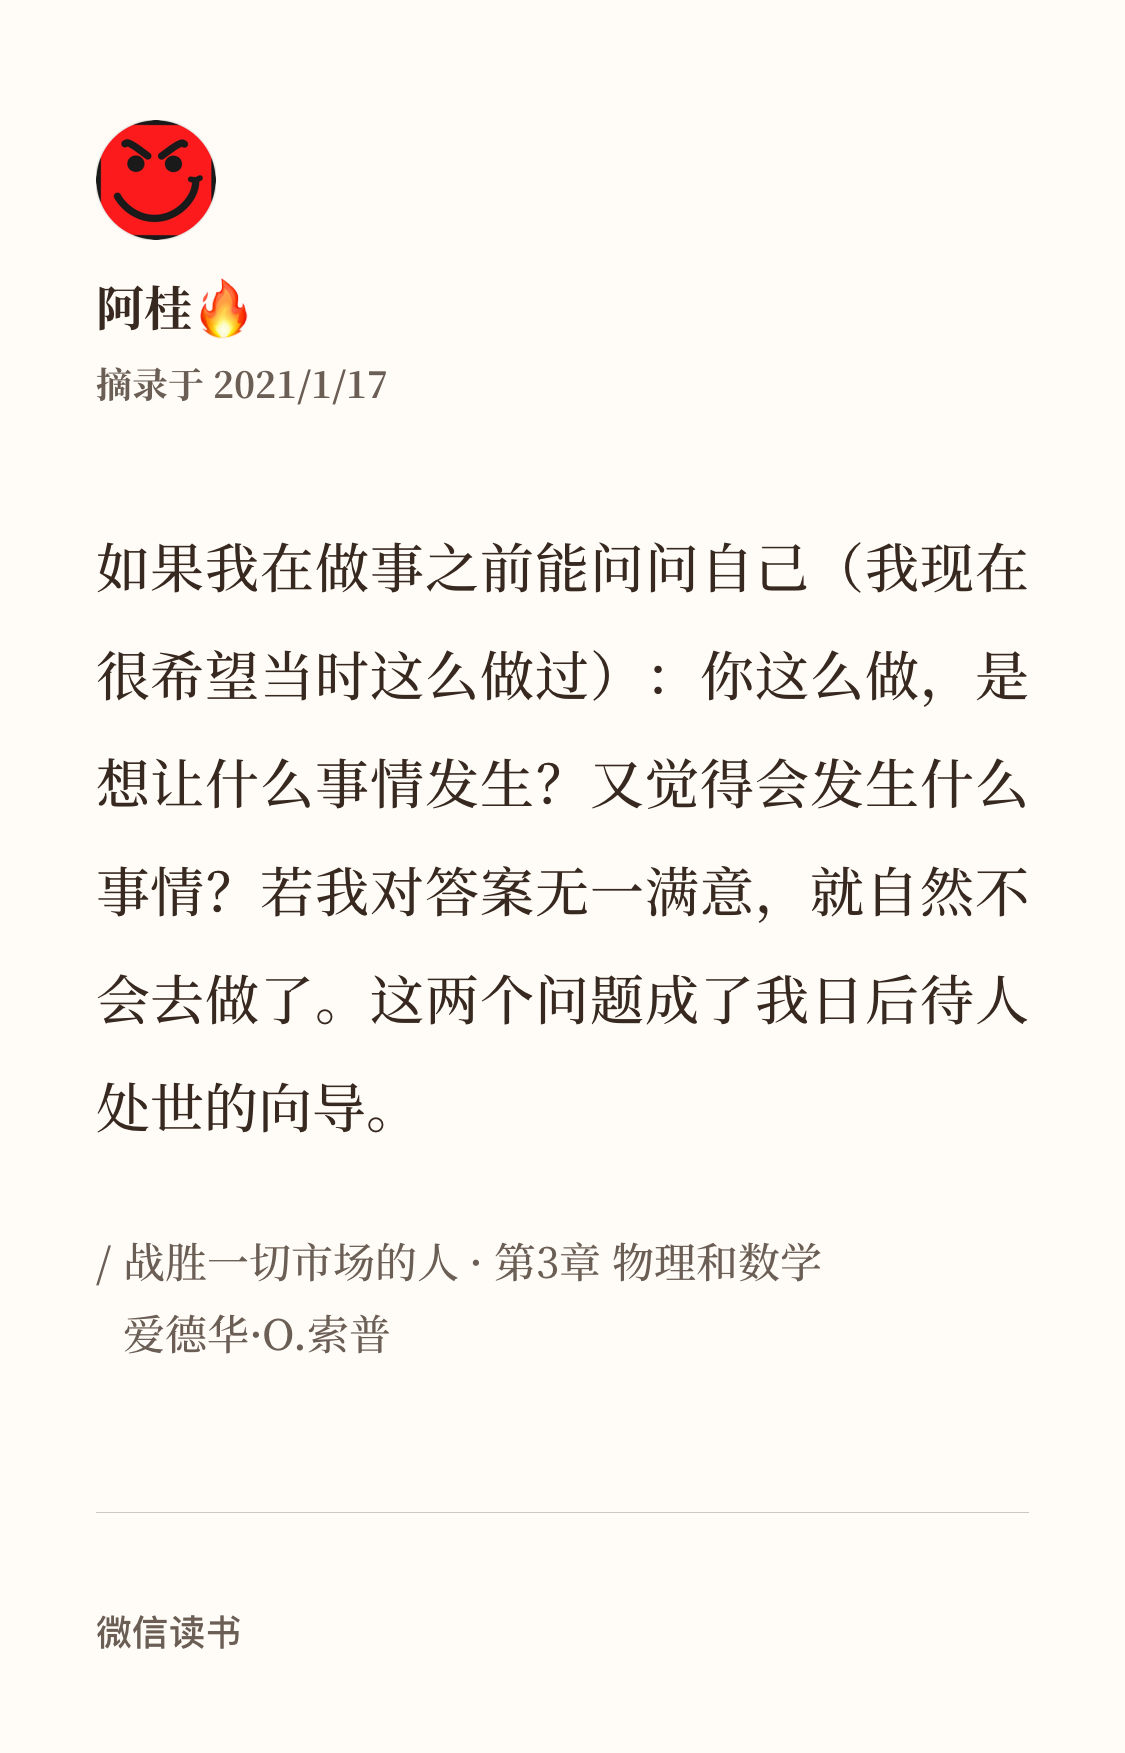 阿桂🔥
摘录于 2021/1/17
如果我在做事之前能问问自己（我现在
很希望当时这么做过）：你这么做，是
想让什么事情发生？又觉得会发生什么
事情？若我对答案无一满意，就自然不
会去做了。这两个问题成了我日后待人
处世的向导。
/ 战胜一切市场的人 · 第3章 物理和数学
爱德华·O.索普
微信读书